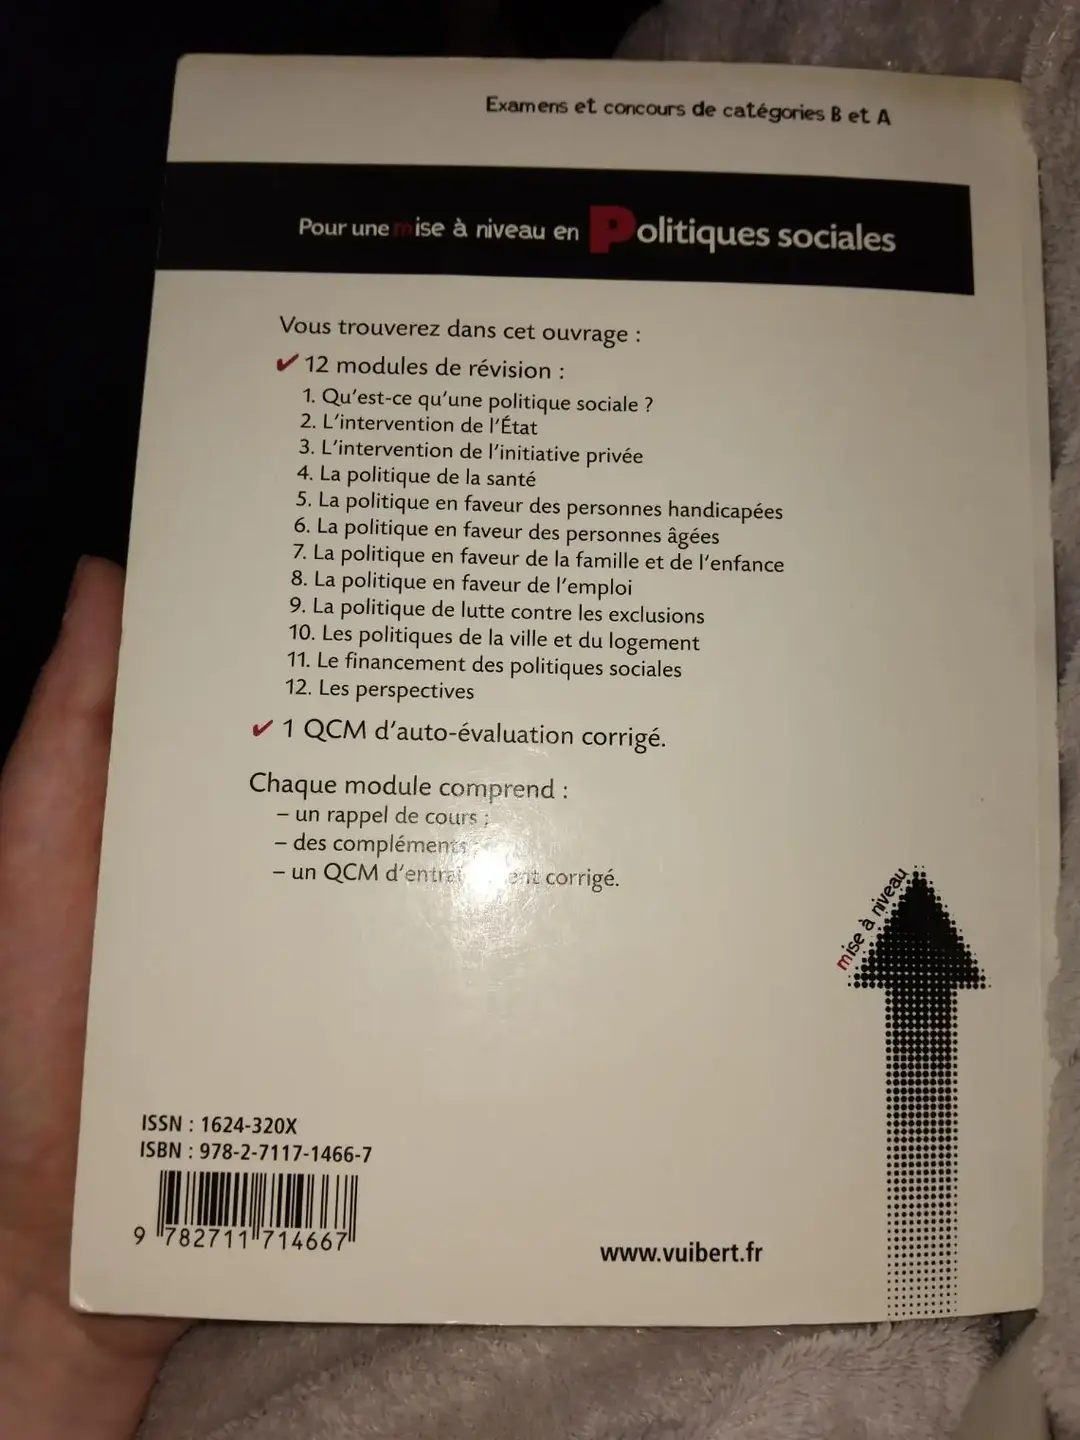 Examens et concours de catégories B et A
Pour une mise à niveau en Politiques sociales
Vous trouverez dans cet ouvrage :
✔ 12 modules de révision :
1. Qu'est-ce qu'une politique sociale ?
2. L'intervention de l'État
3. L'intervention de l'initiative privée
4. La politique de la santé
5. La politique en faveur des personnes handicapées
6. La politique en faveur des personnes âgées
7. La politique en faveur de la famille et de l'enfance
8. La politique en faveur de l'emploi
9. La politique de lutte contre les exclusions
10. Les politiques de la ville et du logement
11. Le financement des politiques sociales
12. Les perspectives
✔ 1 QCM d'auto-évaluation corrigé.
Chaque module comprend :
– un rappel de cours ;
– des compléments ;
– un QCM d'entraînement corrigé.
mise à niveau
ISSN : 1624-320X
ISBN : 978-2-7117-1466-7
9 782711 714667
www.vuibert.fr